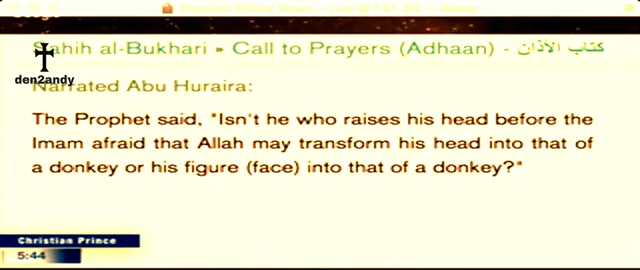 Sahih al-Bukhari » Call to Prayers (Adhaan) - كتاب الأذان
den2andy
Narrated Abu Huraira:
The Prophet said, "Isn't he who raises his head before the
Imam afraid that Allah may transform his head into that of
a donkey or his figure (face) into that of a donkey?"
Christian Prince
5:44